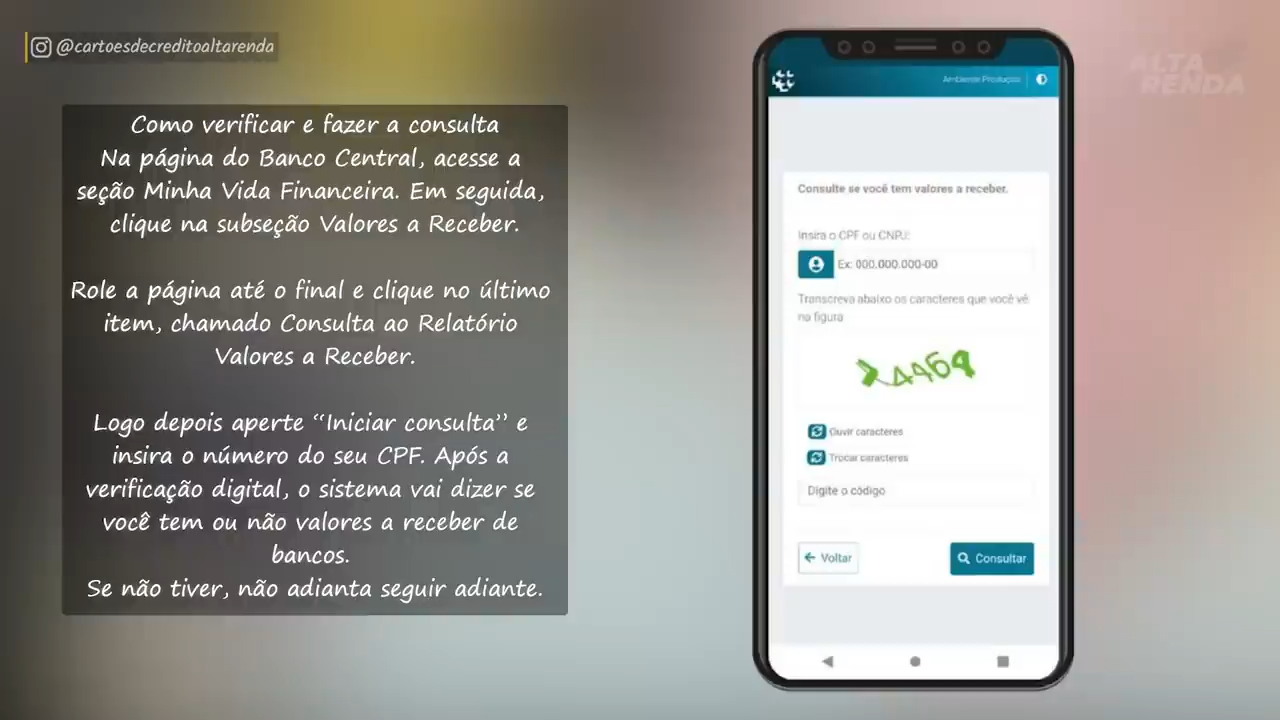 @cartoesdecreditoaltarenda
Como verificar e fazer a consulta
Na página do Banco Central, acesse a
seção Minha Vida Financeira. Em seguida,
clique na subseção Valores a Receber.
Role a página até o final e clique no último
item, chamado Consulta ao Relatório
Valores a Receber.
Logo depois aperte “Iniciar consulta” e
insira o número do seu CPF. Após a
verificação digital, o sistema vai dizer se
você tem ou não valores a receber de
bancos.
Se não tiver, não adianta seguir adiante.
ALTA
RENDA
Ambiente Produção
Consulte se você tem valores a receber.
Insira o CPF ou CNPJ:
Ex: 000.000.000-00
Transcreva abaixo os caracteres que você vê
na figura
Ouvir caracteres
Trocar caracteres
Digite o código
Voltar
Consultar